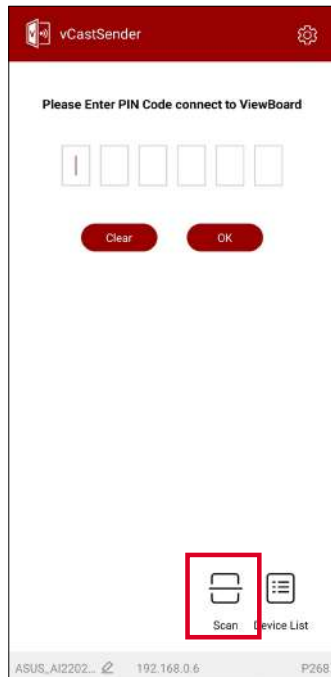 vCastSender
Please Enter PIN Code connect to ViewBoard
Clear OK
Scan Device List
ASUS_AI2202... 192.168.0.6 P268